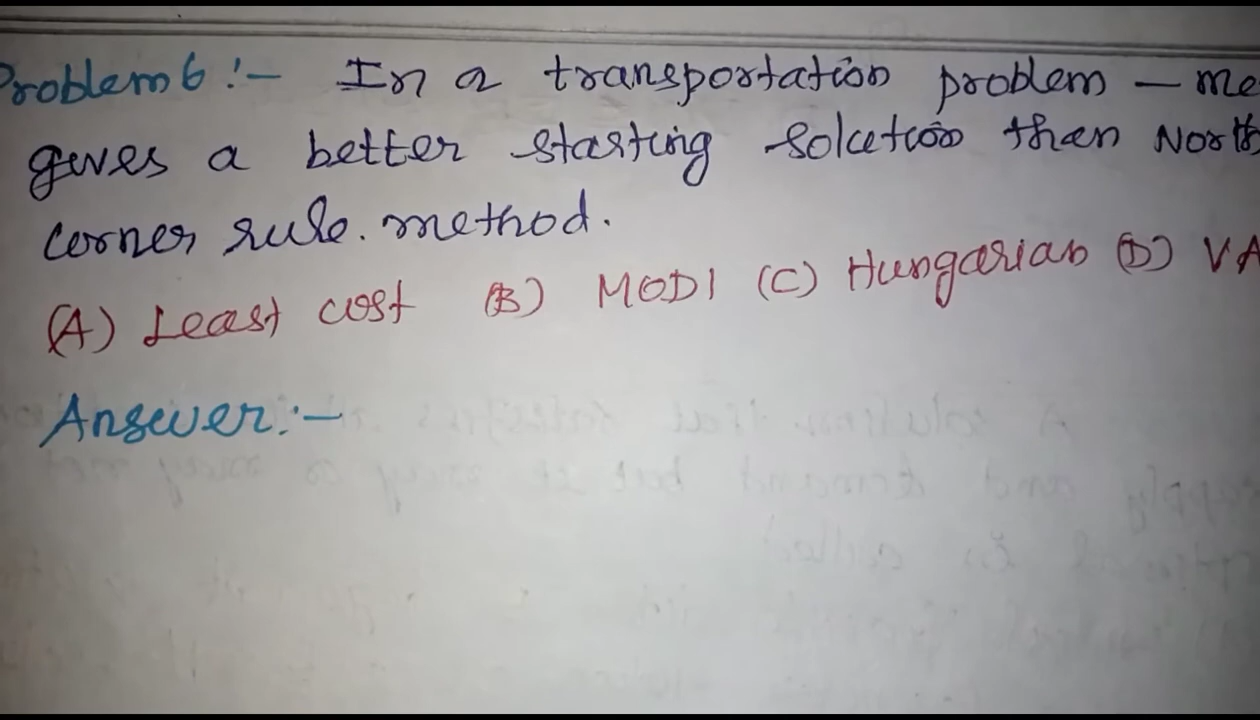 Problem 6 :- In a transportation problem - me
gives a better starting solution than North
corner rule. method.
(A) Least cost (B) MODI (C) Hungarian (D) VA
Answer:-